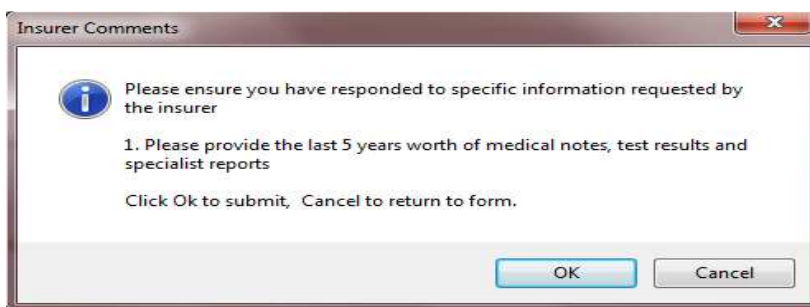 Insurer Comments
Please ensure you have responded to specific information requested by
the insurer
1. Please provide the last 5 years worth of medical notes, test results and
specialist reports
Click Ok to submit, Cancel to return to form.
OK
Cancel